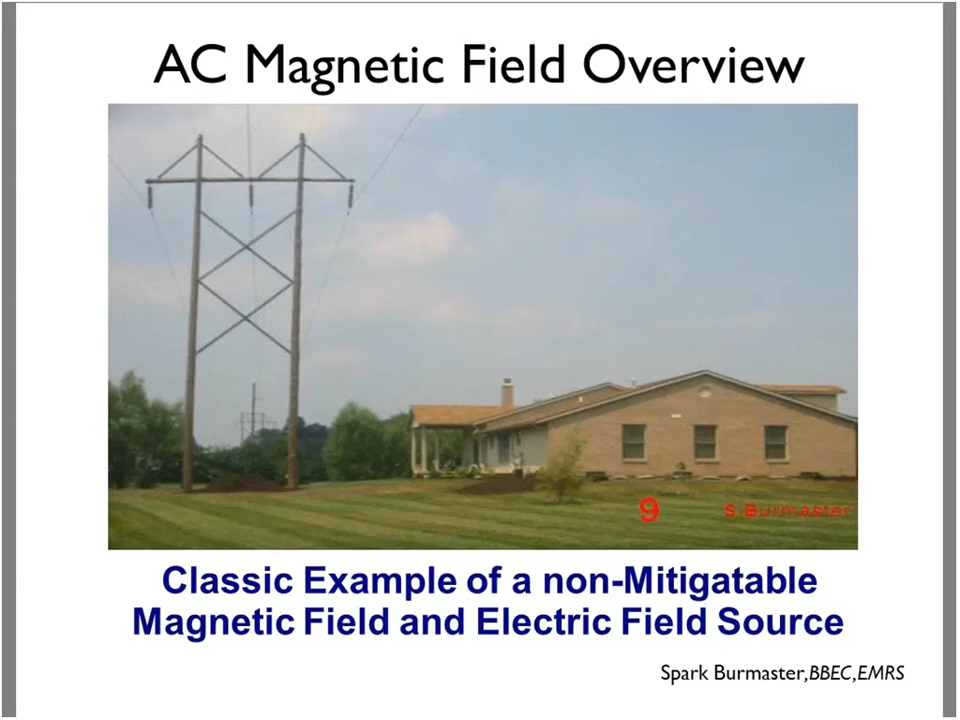 AC Magnetic Field Overview
9
S.Burmaster
Classic Example of a non-Mitigatable
Magnetic Field and Electric Field Source
Spark Burmaster,BBEC,EMRS